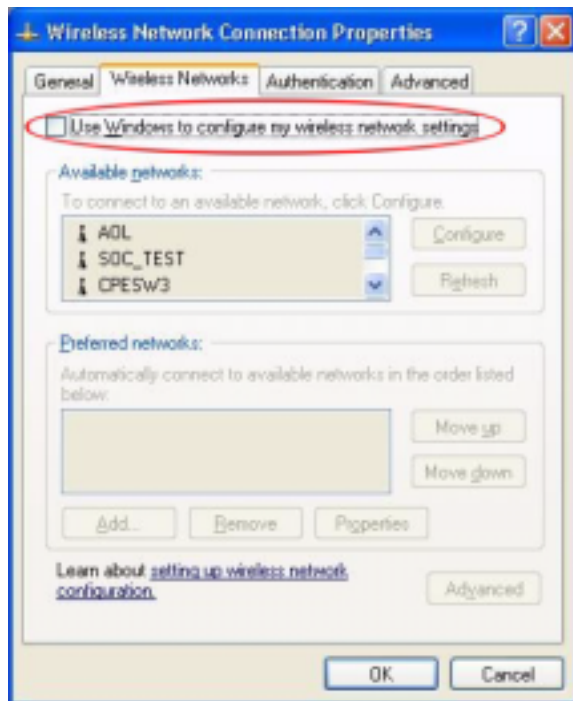 Wireless Network Connection Properties
General
Wireless Networks
Authentication
Advanced
Use Windows to configure my wireless network settings
Available networks:
To connect to an available network, click Configure.
AOL
SOC_TEST
CPESW3
Configure
Refresh
Preferred networks:
Automatically connect to available networks in the order listed
below:
Move up
Move down
Add...
Remove
Properties
Learn about setting up wireless network
configuration.
Advanced
OK
Cancel